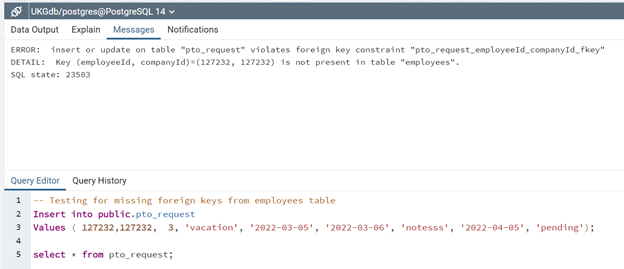 UKGdb/postgres@PostgreSQL 14
Data Output Explain Messages Notifications
ERROR: insert or update on table "pto_request" violates foreign key constraint "pto_request_employeeId_companyId_fkey"
DETAIL: Key (employeeId, companyId)=(127232, 127232) is not present in table "employees".
SQL state: 23503
Query Editor Query History
1 -- Testing for missing foreign keys from employees table
2 Insert into public.pto_request
3 Values ( 127232,127232, 3, 'vacation', '2022-03-05', '2022-03-06', 'notesss', '2022-04-05', 'pending');
4
5 select * from pto_request;